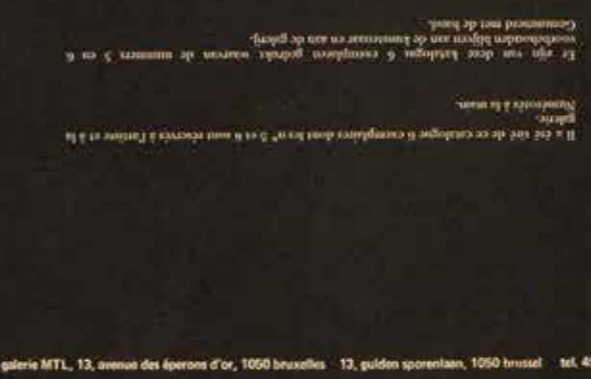 Il a été tiré de ce catalogue 6 exemplaires dont les n° 5 et 6 sont réservés à l'artiste et à la
galerie.
Numérotés à la main.
Er zijn van deze katalogus 6 exemplaren gedrukt waarvan de nummers 5 en 6
voorbehouden blijven aan de kunstenaar en aan de galerij.
Genummerd met de hand.
galerie MTL, 13, avenue des éperons d'or, 1050 bruxelles 13, gulden sporenlaan, 1050 brussel tel. 4